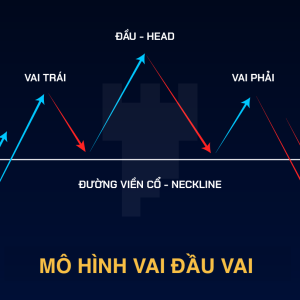 ĐẦU - HEAD
VAI TRÁI
VAI PHẢI
ĐƯỜNG VIỀN CỔ - NECKLINE
MÔ HÌNH VAI ĐẦU VAI